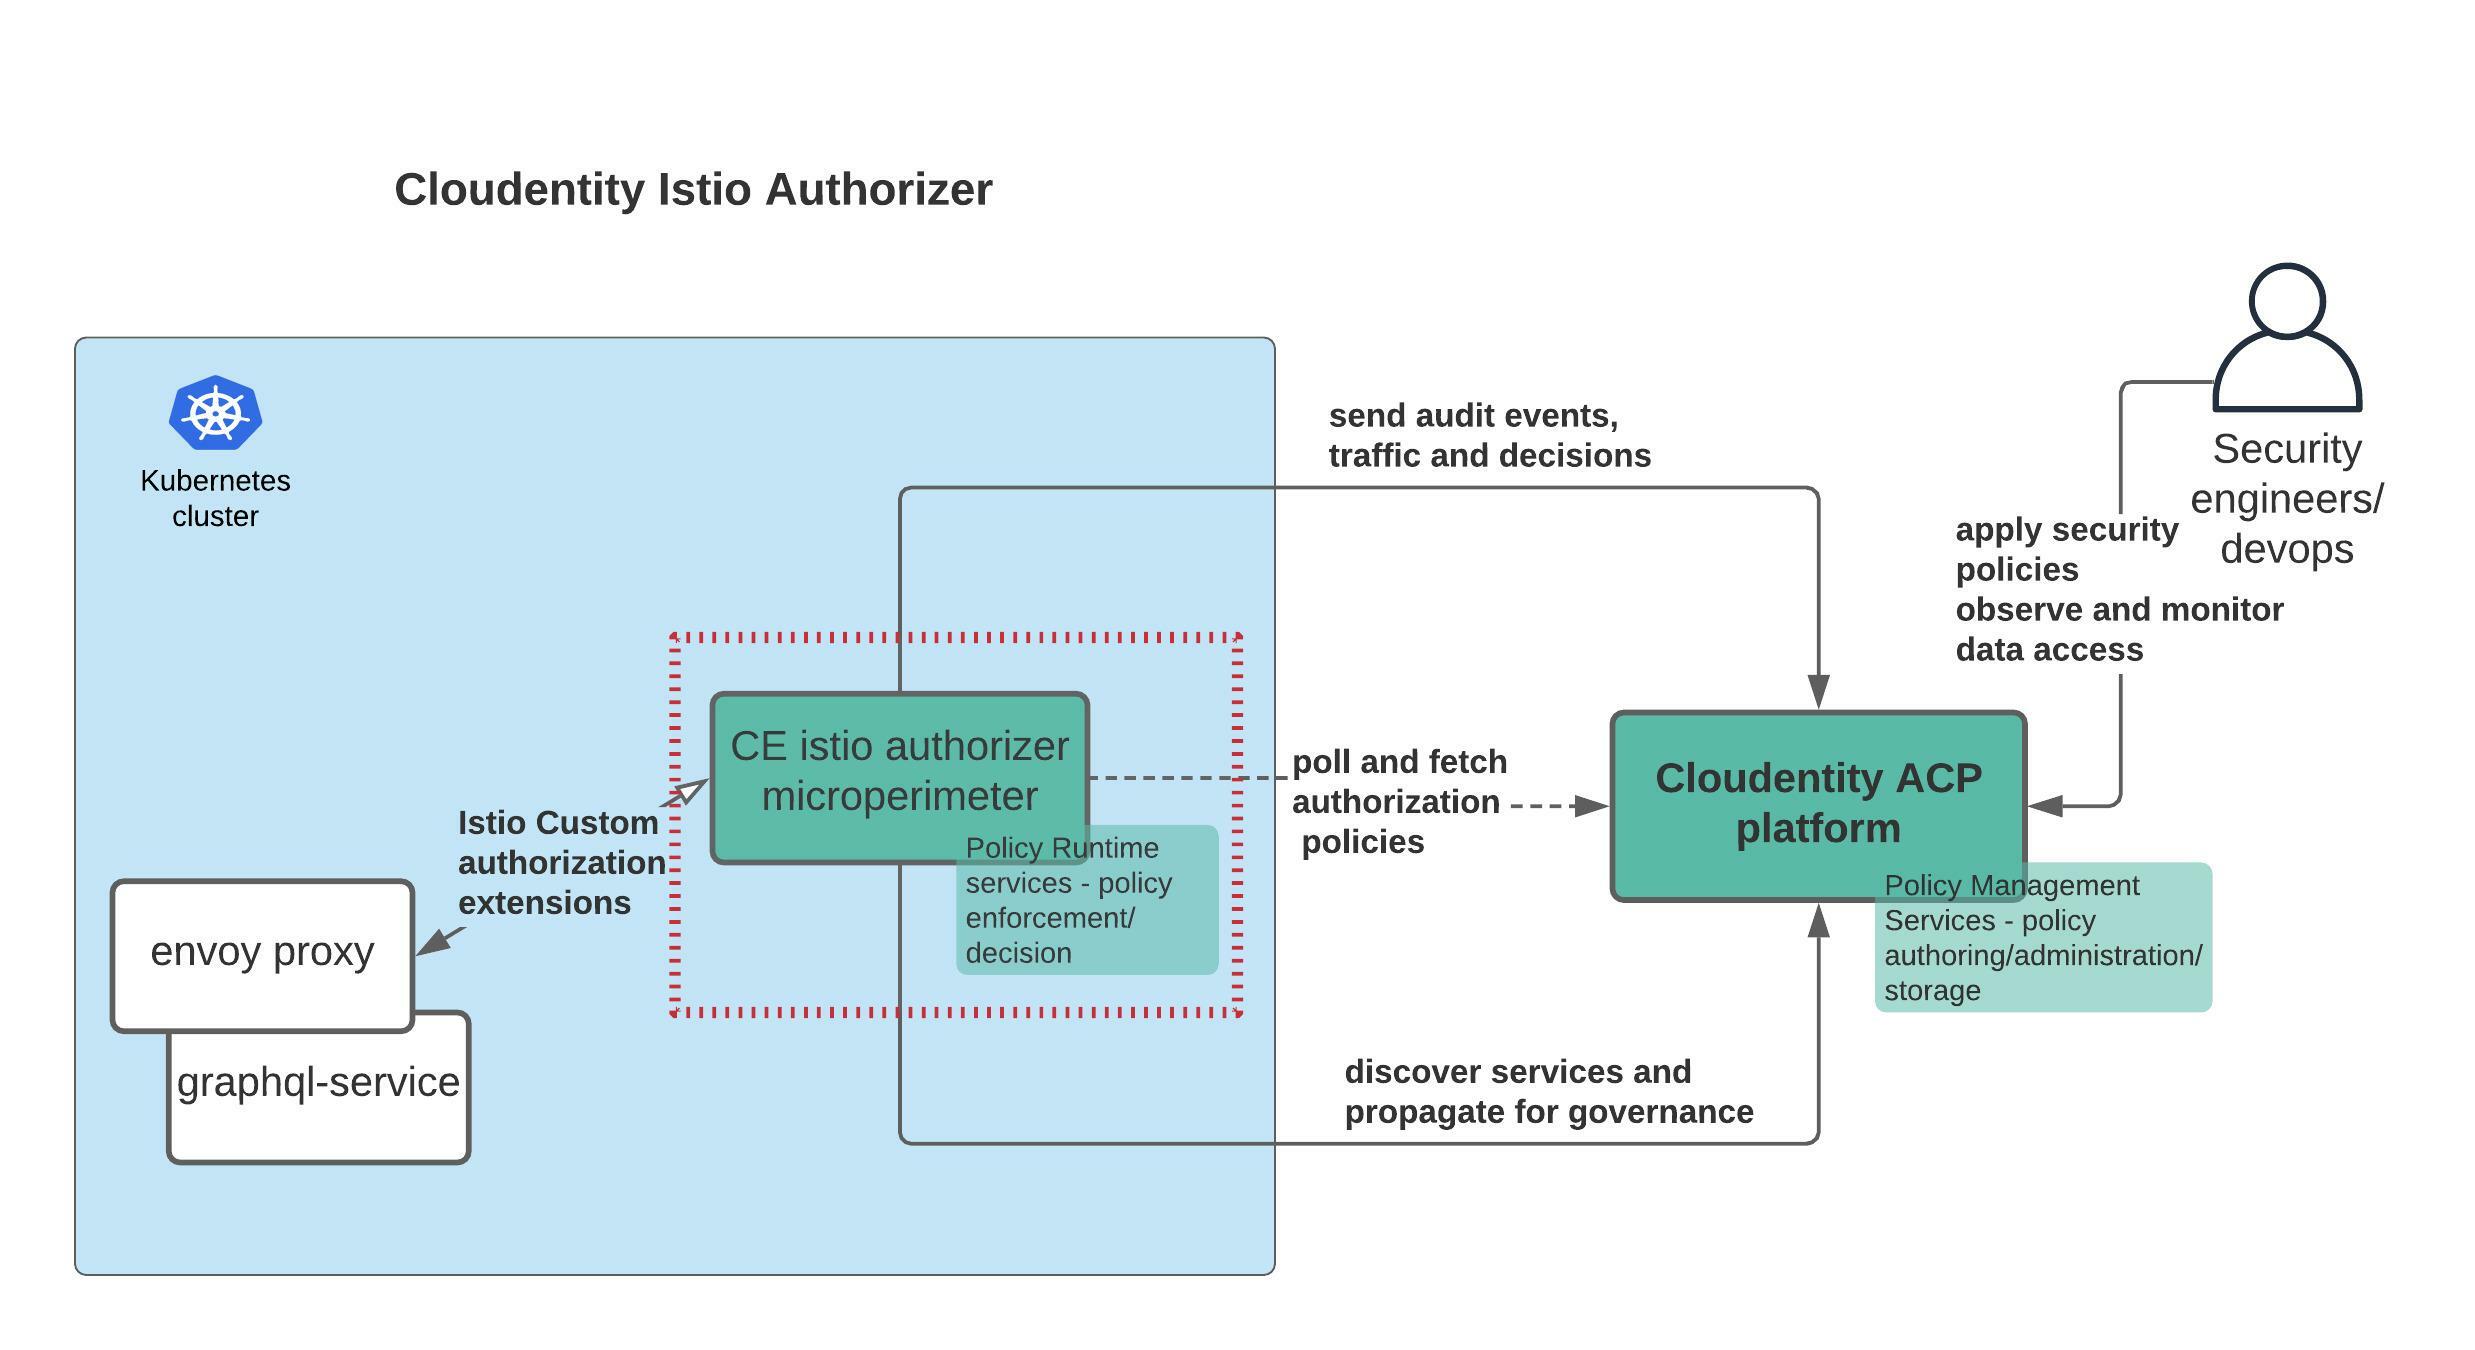 Cloudentity Istio Authorizer
Kubernetes
cluster
send audit events,
traffic and decisions
Security
engineers/
devops
apply security
policies
observe and monitor
data access
CE istio authorizer
microperimeter
Policy Runtime
services - policy
enforcement/
decision
poll and fetch
authorization
policies
Cloudentity ACP
platform
Policy Management
Services - policy
authoring/administration/
storage
Istio Custom
authorization
extensions
envoy proxy
graphql-service
discover services and
propagate for governance